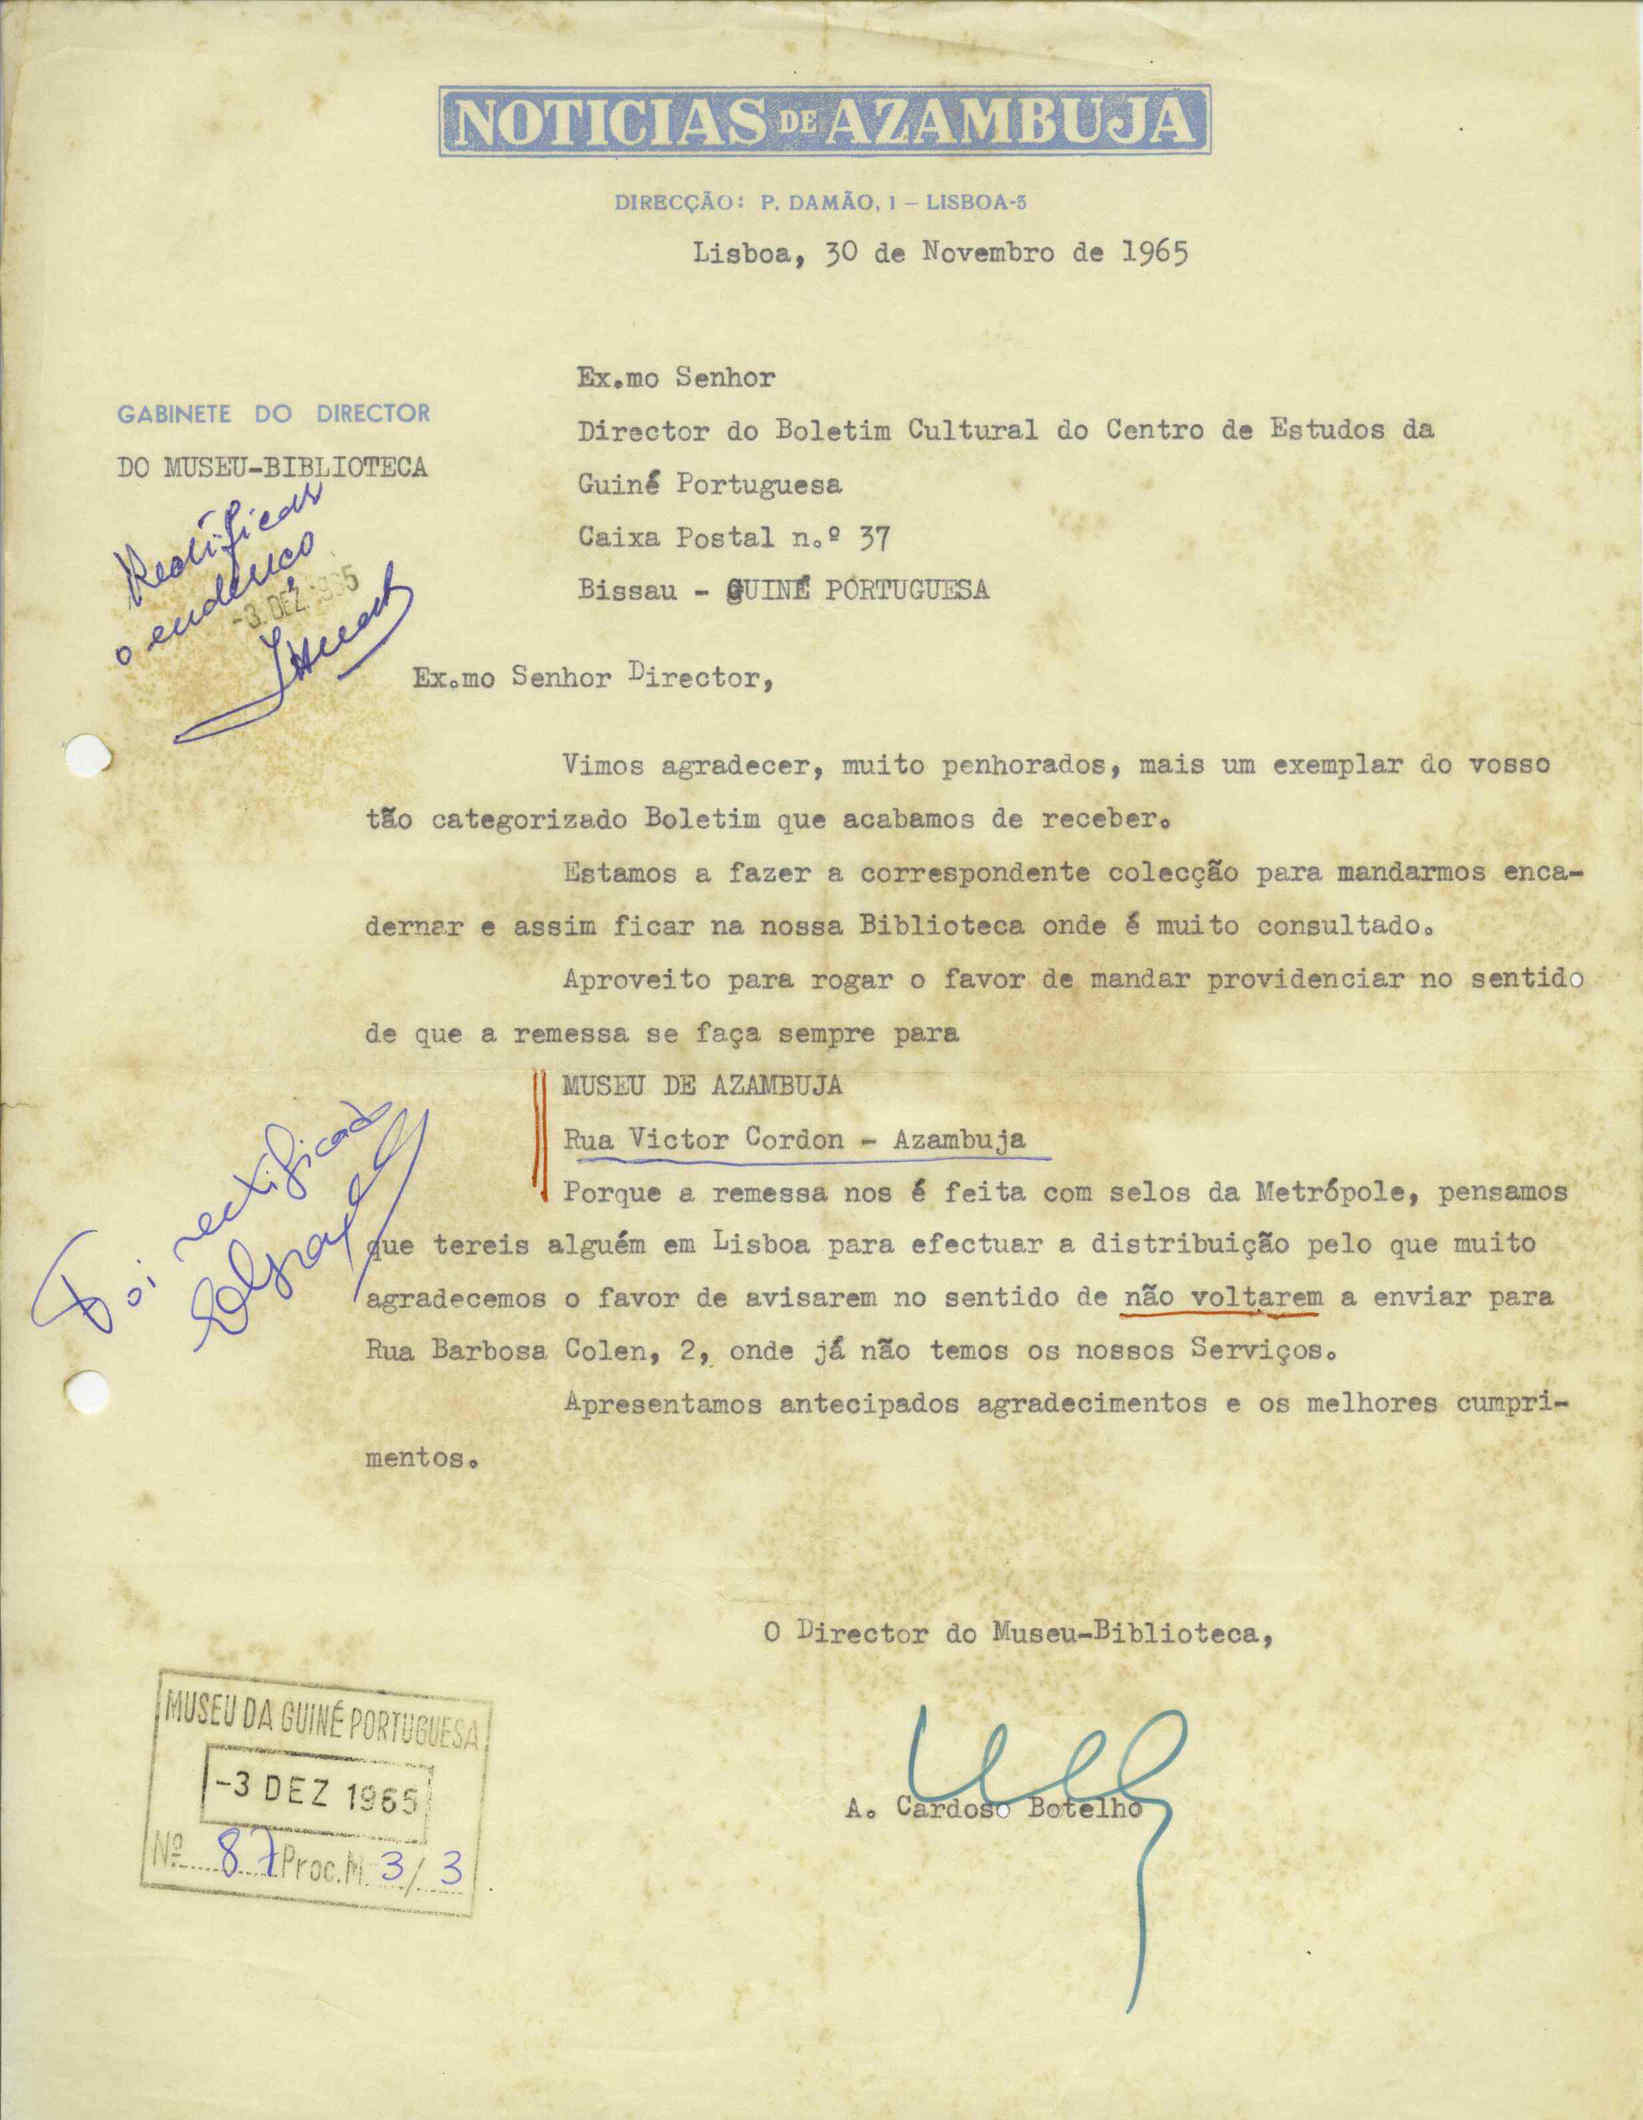 NOTICIAS DE AZAMBUJA
DIRECÇÃO: P. DAMÃO, 1 – LISBOA-3
Lisboa, 30 de Novembro de 1965
Ex.mo Senhor
Director do Boletim Cultural do Centro de Estudos da
Guiné Portuguesa
Caixa Postal n.º 37
Bissau - GUINÉ PORTUGUESA
GABINETE DO DIRECTOR
DO MUSEU-BIBLIOTECA
Rectificar
o endereço
-3. DEZ. 1965
Ex.mo Senhor Director,
Vimos agradecer, muito penhorados, mais um exemplar do vosso
tão categorizado Boletim que acabamos de receber.
Estamos a fazer a correspondente colecção para mandarmos enca-
dernar e assim ficar na nossa Biblioteca onde é muito consultado.
Aproveito para rogar o favor de mandar providenciar no sentido
de que a remessa se faça sempre para
MUSEU DE AZAMBUJA
Rua Victor Cordon - Azambuja
Porque a remessa nos é feita com selos da Metrópole, pensamos
que tereis alguém em Lisboa para efectuar a distribuição pelo que muito
agradecemos o favor de avisarem no sentido de não voltarem a enviar para
Rua Barbosa Colen, 2, onde já não temos os nossos Serviços.
Apresentamos antecipados agradecimentos e os melhores cumpri-
mentos.
Foi rectificado
O Director do Museu-Biblioteca,
A. Cardoso Botelho
MUSEU DA GUINÉ PORTUGUESA
-3 DEZ 1965
Nº 87 Proc. M 3/3